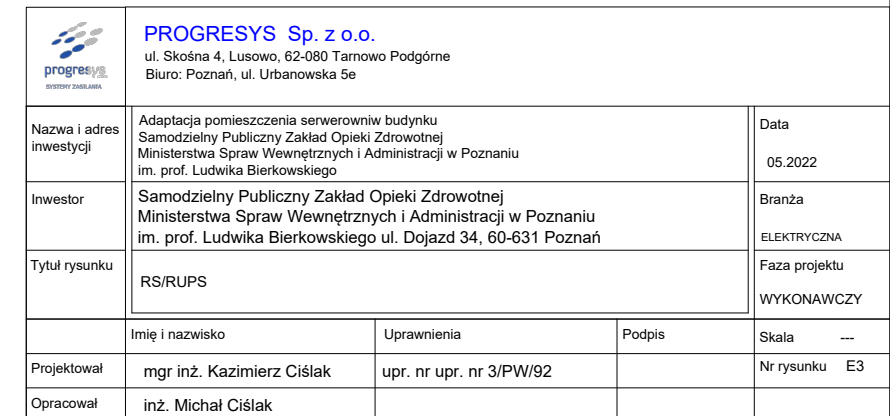 progresys
SYSTEMY ZASILANIA
PROGRESYS Sp. z o.o.
ul. Skośna 4, Lusowo, 62-080 Tarnowo Podgórne
Biuro: Poznań, ul. Urbanowska 5e
Nazwa i adres
inwestycji
Adaptacja pomieszczenia serwerowniw budynku
Samodzielny Publiczny Zakład Opieki Zdrowotnej
Ministerstwa Spraw Wewnętrznych i Administracji w Poznaniu
im. prof. Ludwika Bierkowskiego
Data
05.2022
Inwestor
Samodzielny Publiczny Zakład Opieki Zdrowotnej
Ministerstwa Spraw Wewnętrznych i Administracji w Poznaniu
im. prof. Ludwika Bierkowskiego ul. Dojazd 34, 60-631 Poznań
Branża
ELEKTRYCZNA
Tytuł rysunku
RS/RUPS
Faza projektu
WYKONAWCZY
Imię i nazwisko
Uprawnienia
Podpis
Skala ---
Projektował
mgr inż. Kazimierz Ciślak
upr. nr upr. nr 3/PW/92
Nr rysunku E3
Opracował
inż. Michał Ciślak